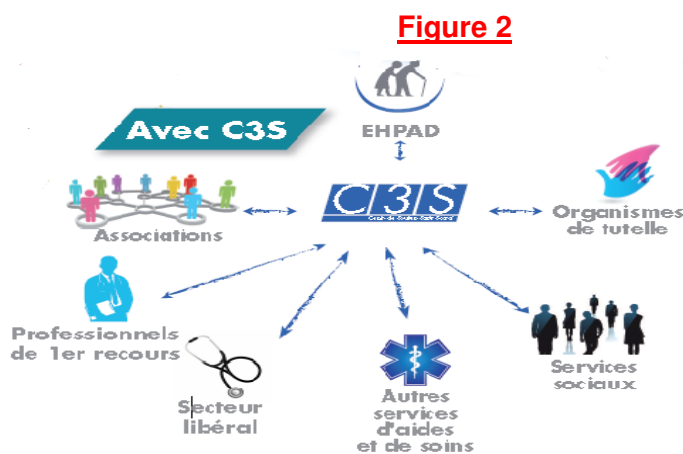 Figure 2
Avec C3S
EHPAD
C3S
Associations
Organismes
de tutelle
Professionnels
de 1er recours
Secteur
libéral
Autres
services
d'aides
et de soins
Services
sociaux